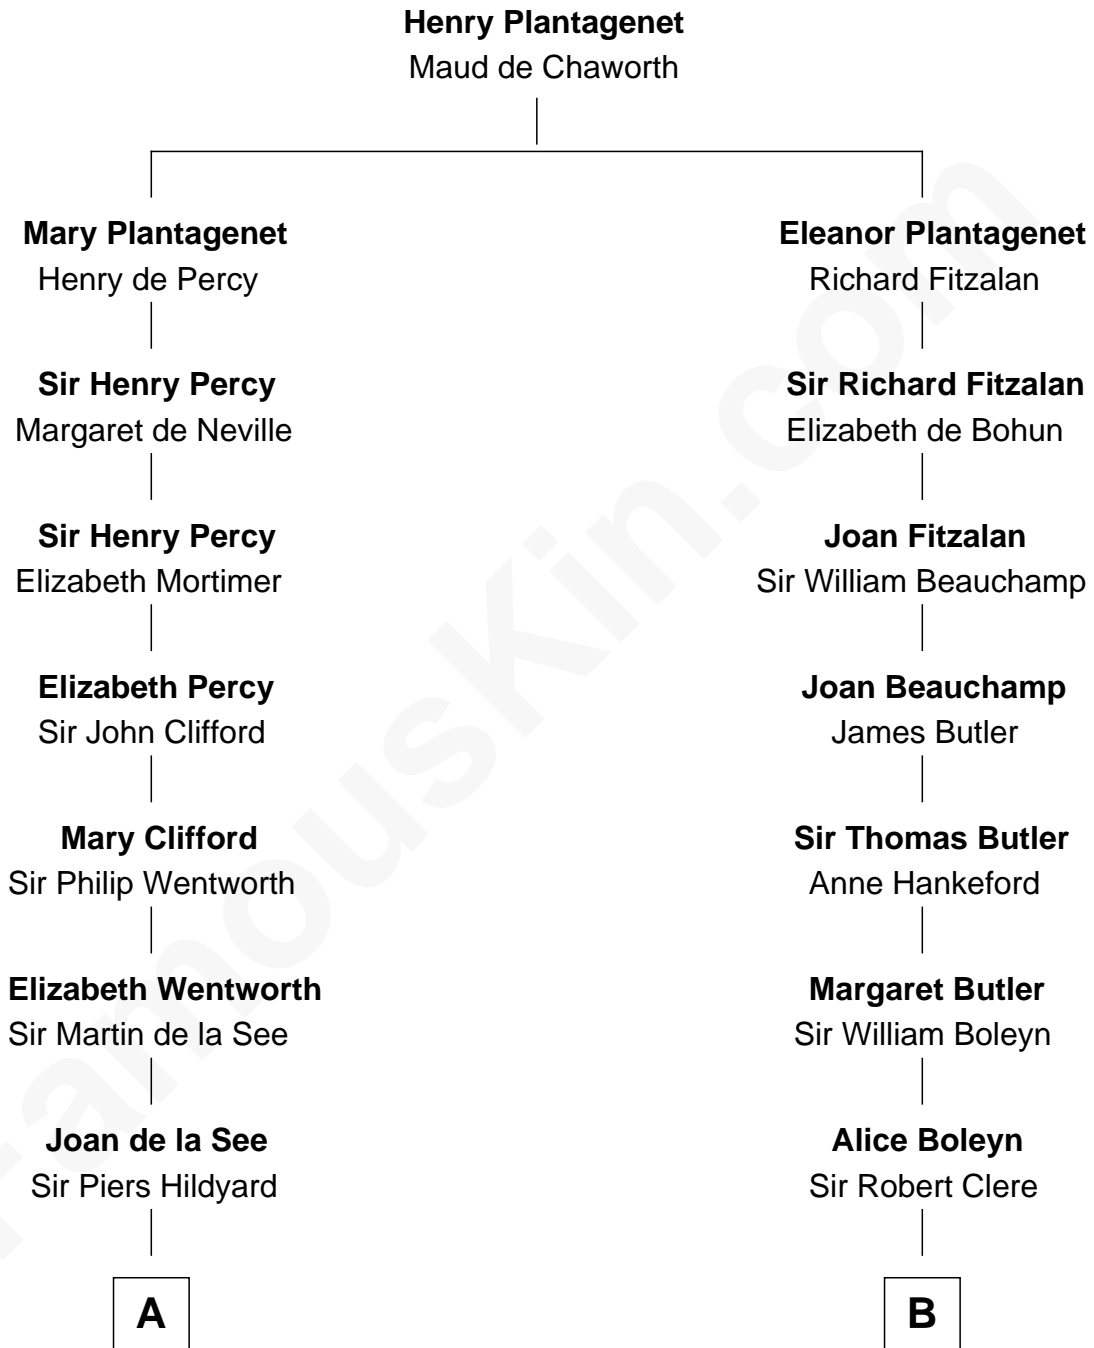 Henry Plantagenet
Maud de Chaworth
Mary Plantagenet
Henry de Percy
Eleanor Plantagenet
Richard Fitzalan
Sir Henry Percy
Margaret de Neville
Sir Richard Fitzalan
Elizabeth de Bohun
Sir Henry Percy
Elizabeth Mortimer
Joan Fitzalan
Sir William Beauchamp
Elizabeth Percy
Sir John Clifford
Joan Beauchamp
James Butler
Mary Clifford
Sir Philip Wentworth
Sir Thomas Butler
Anne Hankeford
Elizabeth Wentworth
Sir Martin de la See
Margaret Butler
Sir William Boleyn
Joan de la See
Sir Piers Hildyard
Alice Boleyn
Sir Robert Clere
A
B
FamousKin.com